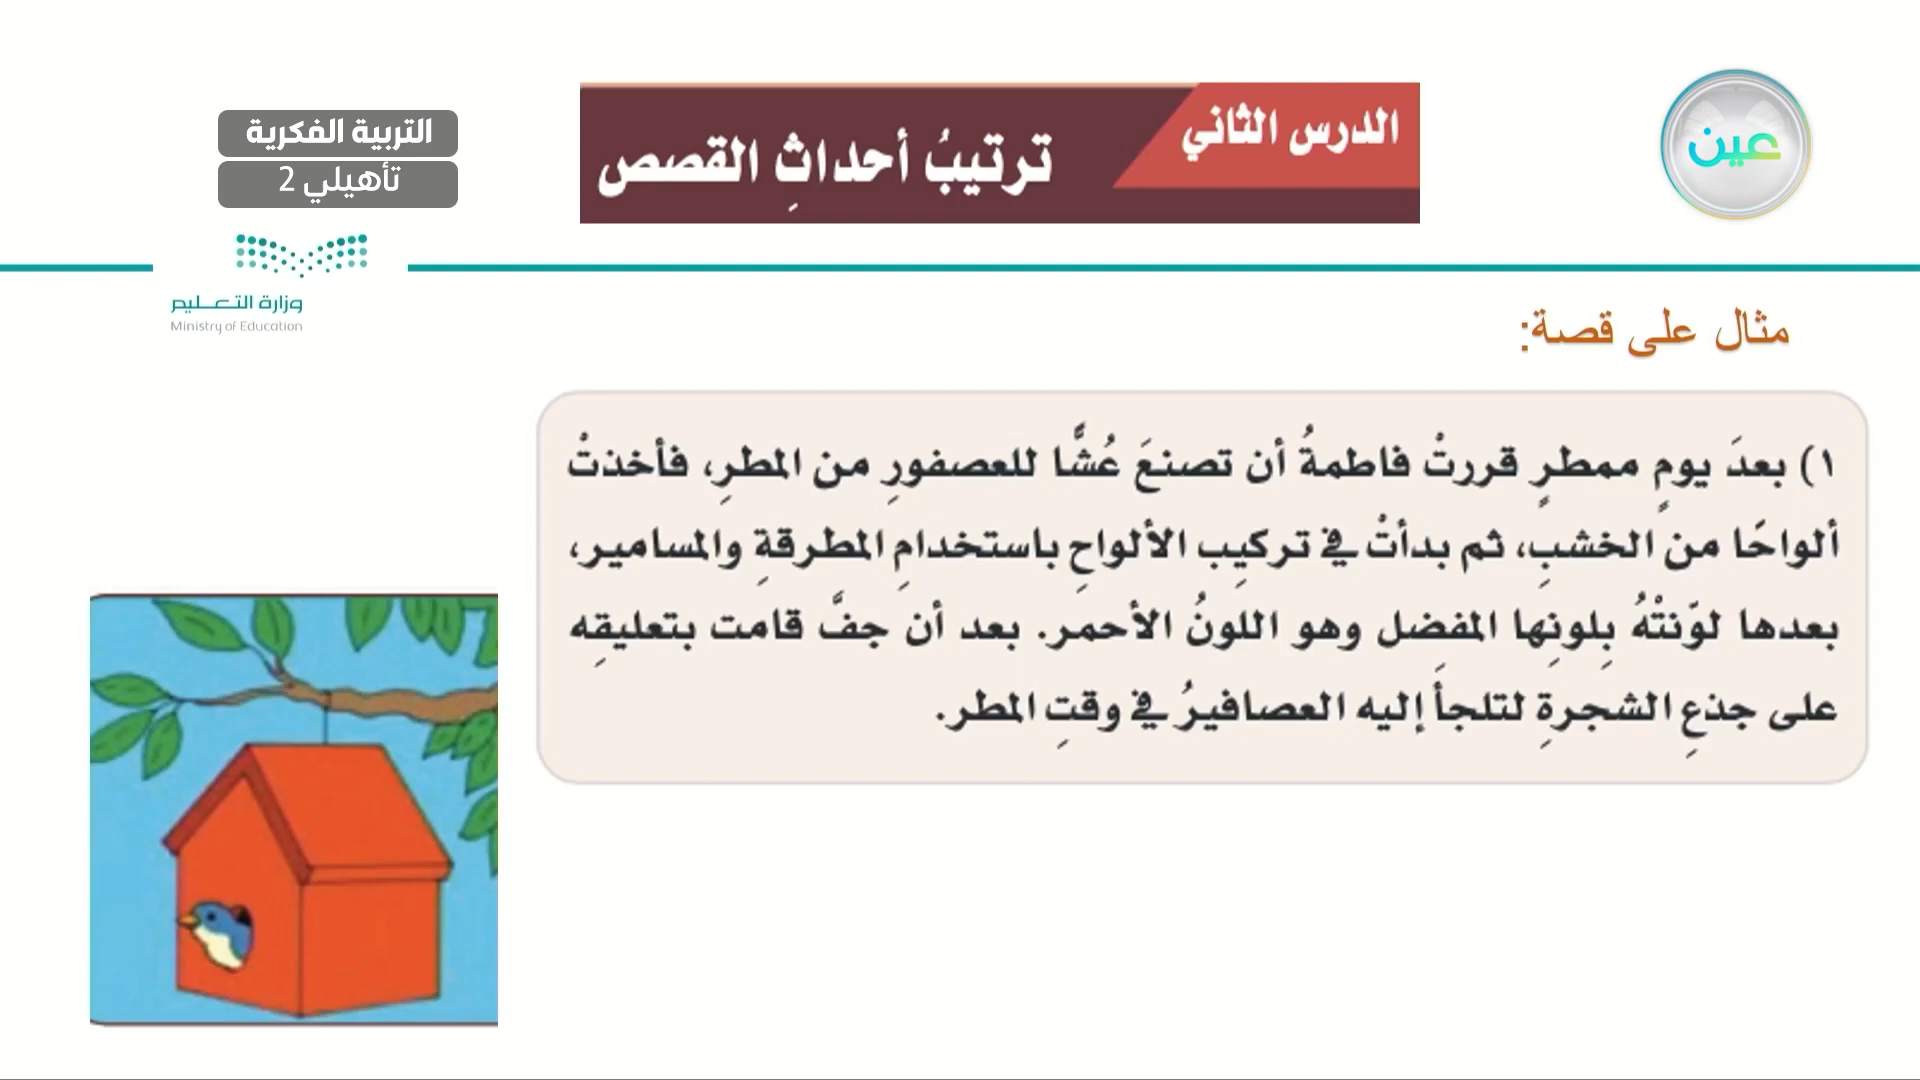 عين
الدرس الثاني
ترتيبُ أحداثِ القصص
التربية الفكرية
تأهيلي 2
وزارة التعـــليم
Ministry of Education
مثال على قصة:
١) بعدَ يومٍ ممطرٍ قررتْ فاطمةُ أن تصنعَ عُشًّا للعصفورِ من المطرِ، فأخذتْ
ألواحًا من الخشبِ، ثم بدأتْ في تركيِب الألواحِ باستخدامِ المطرقةِ والمسامير،
بعدها لوّنتْهُ بِلونِها المفضل وهو اللونُ الأحمر. بعد أن جفَّ قامت بتعليقِه
على جذعِ الشجرةِ لتلجأَ إليه العصافيرُ في وقتِ المطر.